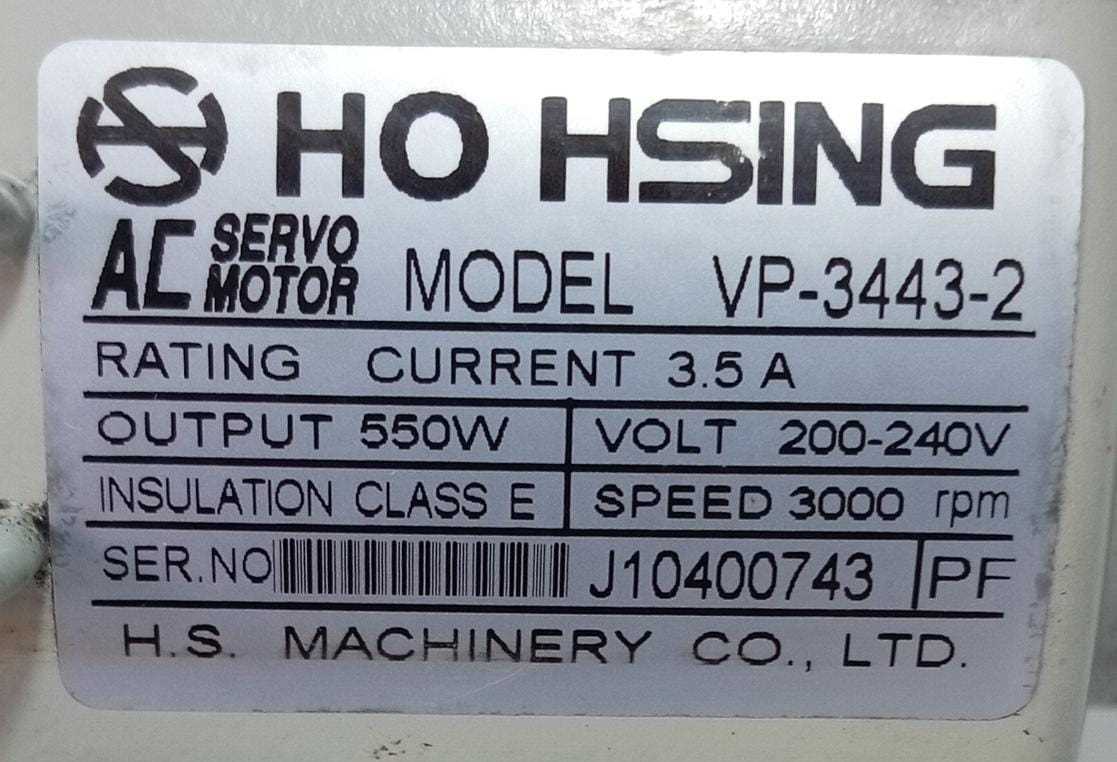 HS HO HSING
AC SERVO MOTOR MODEL VP-3443-2
RATING CURRENT 3.5 A
OUTPUT 550W VOLT 200-240V
INSULATION CLASS E SPEED 3000 rpm
SER.NO J10400743 PF
H.S. MACHINERY CO., LTD.